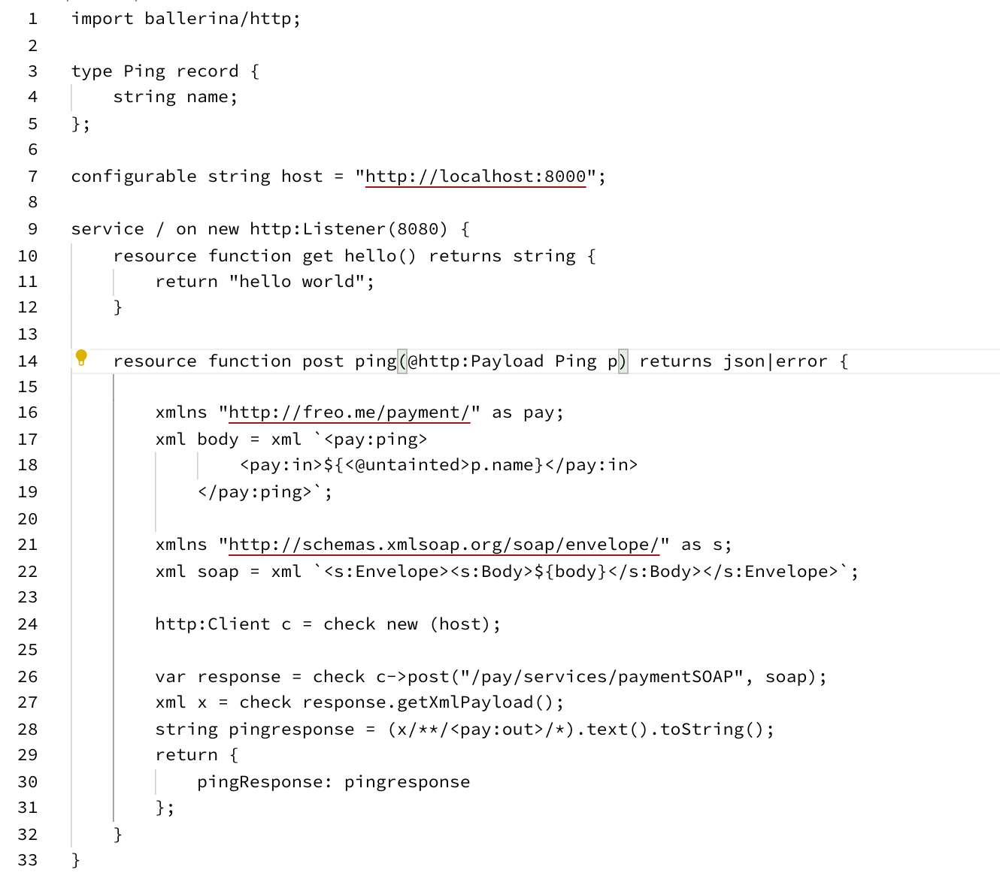 1 import ballerina/http;
2
3 type Ping record {
4     string name;
5 };
6
7 configurable string host = "http://localhost:8000";
8
9 service / on new http:Listener(8080) {
10     resource function get hello() returns string {
11         return "hello world";
12     }
13
14     resource function post ping(@http:Payload Ping p) returns json|error {
15
16         xmlns "http://freo.me/payment/" as pay;
17         xml body = xml `<pay:ping>
18                 <pay:in>${<@untainted>p.name}</pay:in>
19             </pay:ping>`;
20
21         xmlns "http://schemas.xmlsoap.org/soap/envelope/" as s;
22         xml soap = xml `<s:Envelope><s:Body>${body}</s:Body></s:Envelope>`;
23
24         http:Client c = check new (host);
25
26         var response = check c->post("/pay/services/paymentSOAP", soap);
27         xml x = check response.getXmlPayload();
28         string pingresponse = (x/**/<pay:out>/*).text().toString();
29         return {
30             pingResponse: pingresponse
31         };
32     }
33 }